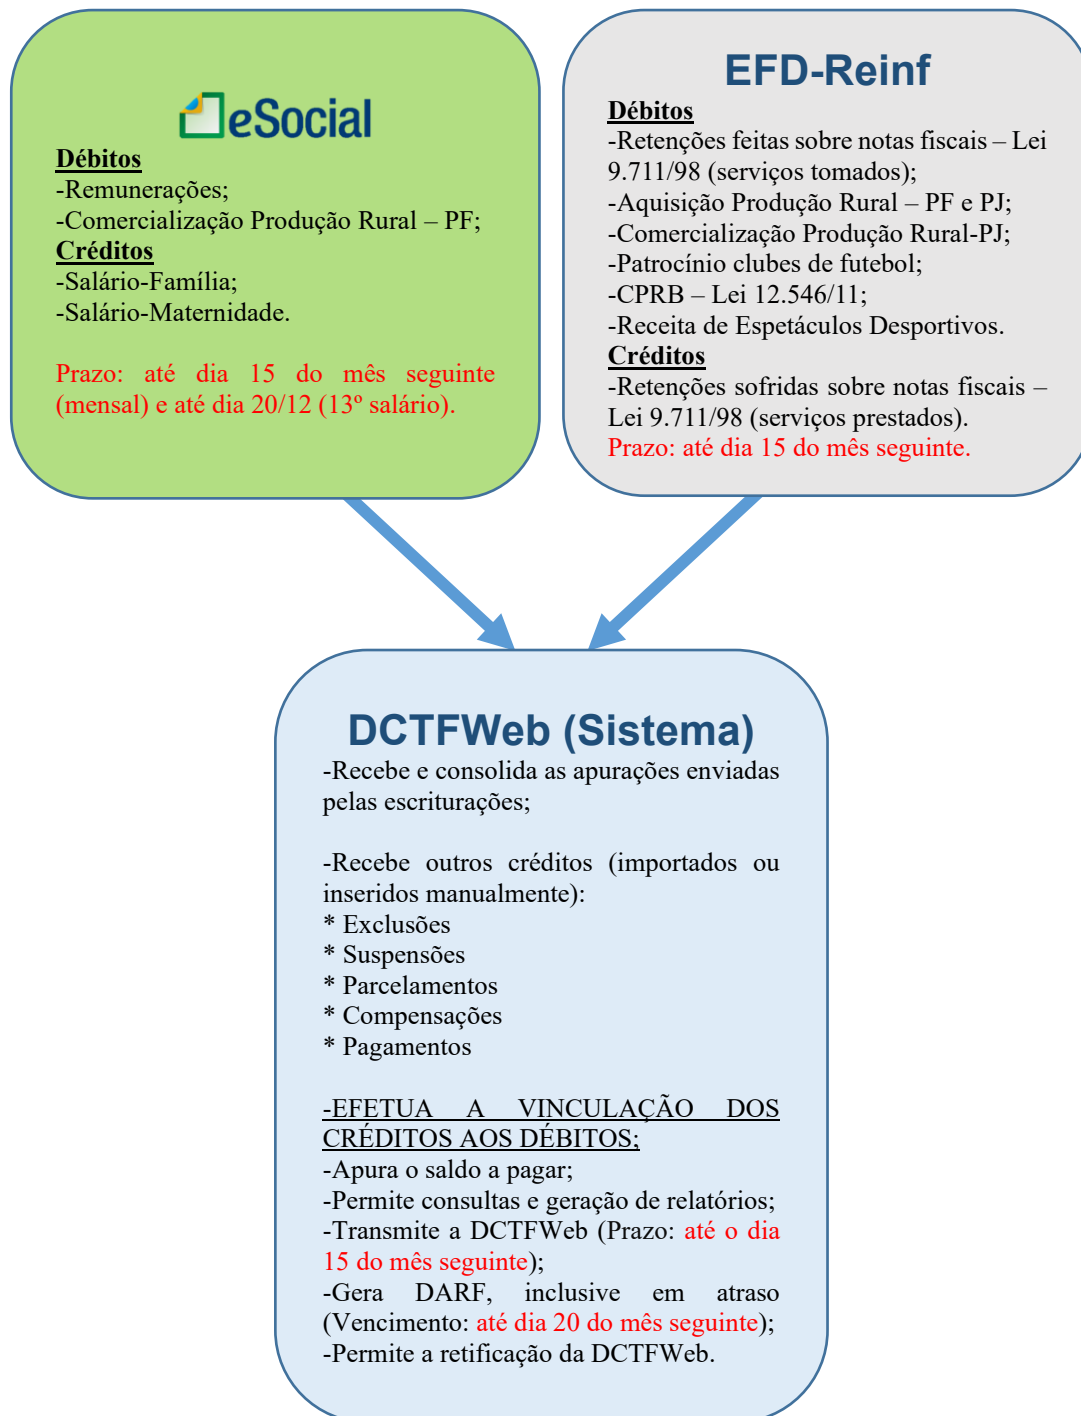 eSocial
Débitos
-Remunerações;
-Comercialização Produção Rural – PF;
Créditos
-Salário-Família;
-Salário-Maternidade.
Prazo: até dia 15 do mês seguinte
(mensal) e até dia 20/12 (13º salário).
EFD-Reinf
Débitos
-Retenções feitas sobre notas fiscais – Lei
9.711/98 (serviços tomados);
-Aquisição Produção Rural – PF e PJ;
-Comercialização Produção Rural-PJ;
-Patrocínio clubes de futebol;
-CPRB – Lei 12.546/11;
-Receita de Espetáculos Desportivos.
Créditos
-Retenções sofridas sobre notas fiscais –
Lei 9.711/98 (serviços prestados).
Prazo: até dia 15 do mês seguinte.
DCTFWeb (Sistema)
-Recebe e consolida as apurações enviadas
pelas escriturações;
-Recebe outros créditos (importados ou
inseridos manualmente):
* Exclusões
* Suspensões
* Parcelamentos
* Compensações
* Pagamentos
-EFETUA A VINCULAÇÃO DOS
CRÉDITOS AOS DÉBITOS;
-Apura o saldo a pagar;
-Permite consultas e geração de relatórios;
-Transmite a DCTFWeb (Prazo: até o dia
15 do mês seguinte);
-Gera DARF, inclusive em atraso
(Vencimento: até dia 20 do mês seguinte);
-Permite a retificação da DCTFWeb.